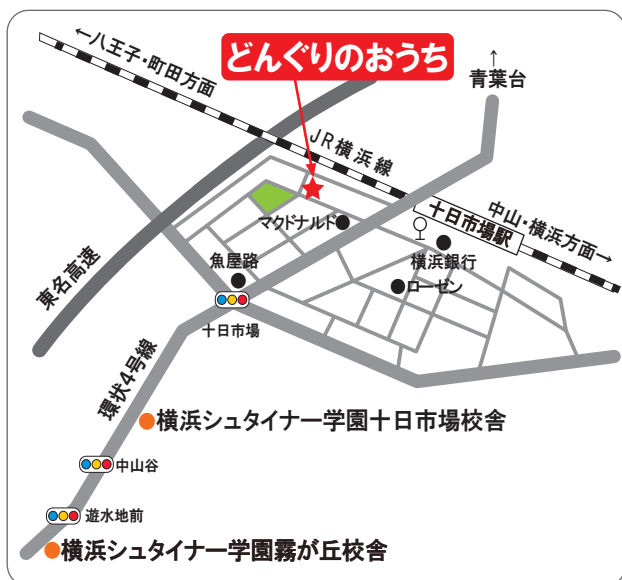 ←八王子・町田方面
どんぐりのおうち
↑
青葉台
JR横浜線
中山・横浜方面→
十日市場駅
マクドナルド
横浜銀行
ローゼン
魚屋路
東名高速
十日市場
環状4号線
横浜シュタイナー学園十日市場校舎
中山谷
遊水地前
横浜シュタイナー学園霧が丘校舎